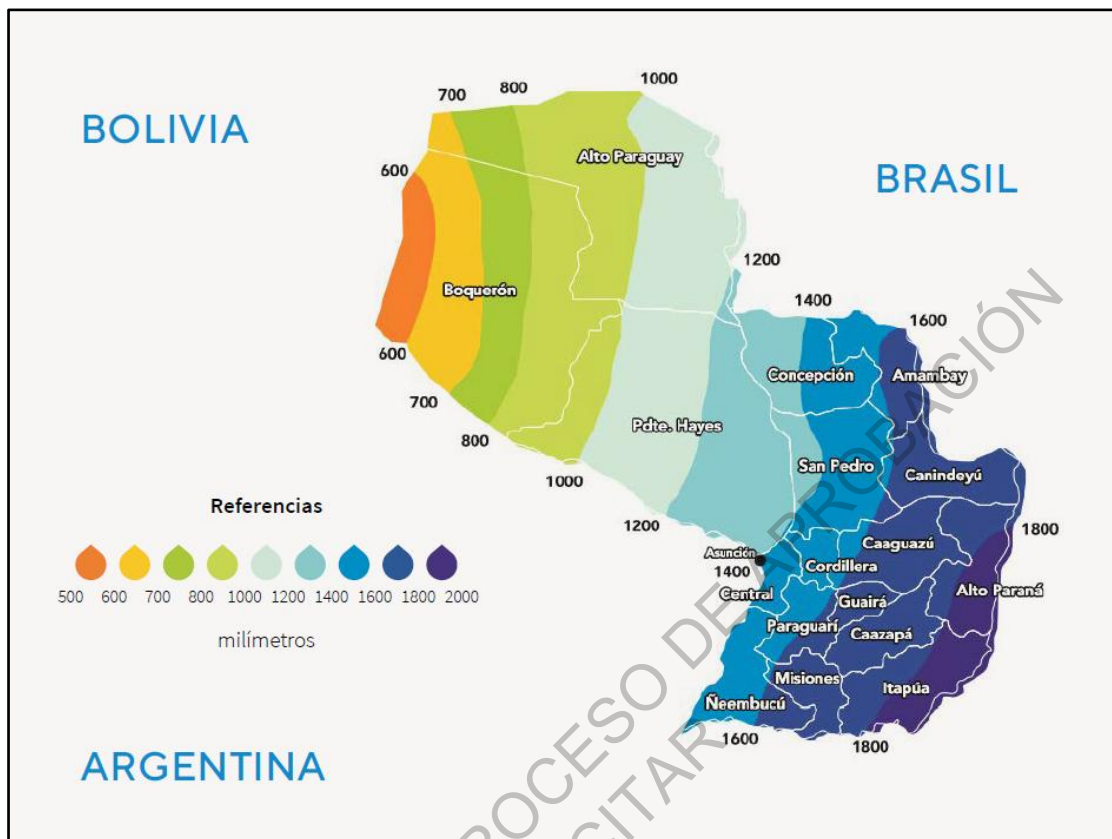 1000
800
700
BOLIVIA
Alto Paraguay
600
BRASIL
1200
Boquerón
1400
1600
600
Concepción
Amambay
700
Pdte. Hayes
800
San Pedro
Canindeyú
1000
Referencias
1200
1800
Asunción
Caaguazú
1400
Cordillera
Central
Alto Paraná
Guairá
500 600 700 800 1000 1200 1400 1600 1800 2000
Paraguarí
Caazapá
milímetros
Misiones
Itapúa
Ñeembucú
1600
1800
ARGENTINA
PROCESO DE APROBACIÓN
CITAR